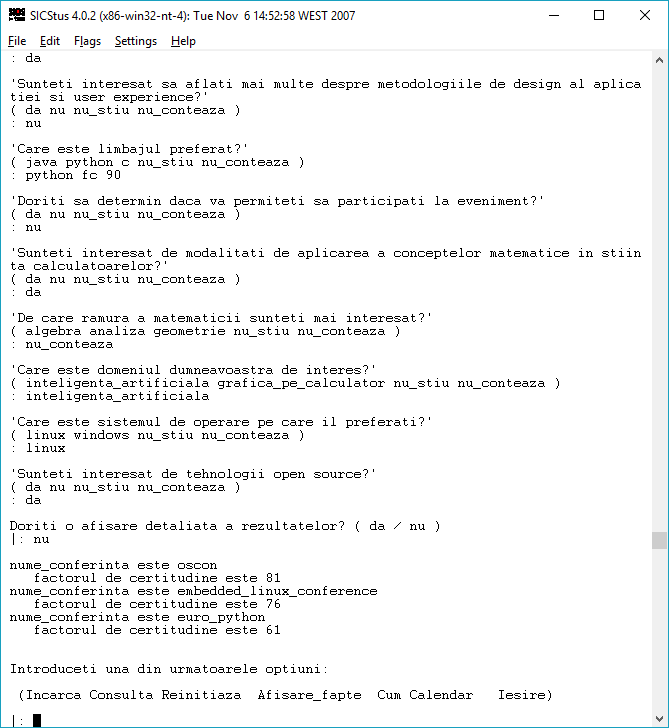 SICStus 4.0.2 (x86-win32-nt-4): Tue Nov  6 14:52:58 WEST 2007
File Edit Flags Settings Help
: da
'Sunteti interesat sa aflati mai multe despre metodologiile de design al aplica
tiei si user experience?'
( da nu nu_stiu nu_conteaza )
: nu
'Care este limbajul preferat?'
( java python c nu_stiu nu_conteaza )
: python fc 90
'Doriti sa determin daca va permiteti sa participati la eveniment?'
( da nu nu_stiu nu_conteaza )
: nu
'Sunteti interesat de modalitati de aplicarea a conceptelor matematice in stiin
ta calculatoarelor?'
( da nu nu_stiu nu_conteaza )
: da
'De care ramura a matematicii sunteti mai interesat?'
( algebra analiza geometrie nu_stiu nu_conteaza )
: nu_conteaza
'Care este domeniul dumneavoastra de interes?'
( inteligenta_artificiala grafica_pe_calculator nu_stiu nu_conteaza )
: inteligenta_artificiala
'Care este sistemul de operare pe care il preferati?'
( linux windows nu_stiu nu_conteaza )
: linux
'Sunteti interesat de tehnologii open source?'
( da nu nu_stiu nu_conteaza )
: da
Doriti o afisare detaliata a rezultatelor? ( da / nu )
|: nu
nume_conferinta este oscon
   factorul de certitudine este 81
nume_conferinta este embedded_linux_conference
   factorul de certitudine este 76
nume_conferinta este euro_python
   factorul de certitudine este 61
Introduceti una din urmatoarele optiuni:
 (Incarca Consulta Reinitiaza  Afisare_fapte  Cum Calendar   Iesire)
|: